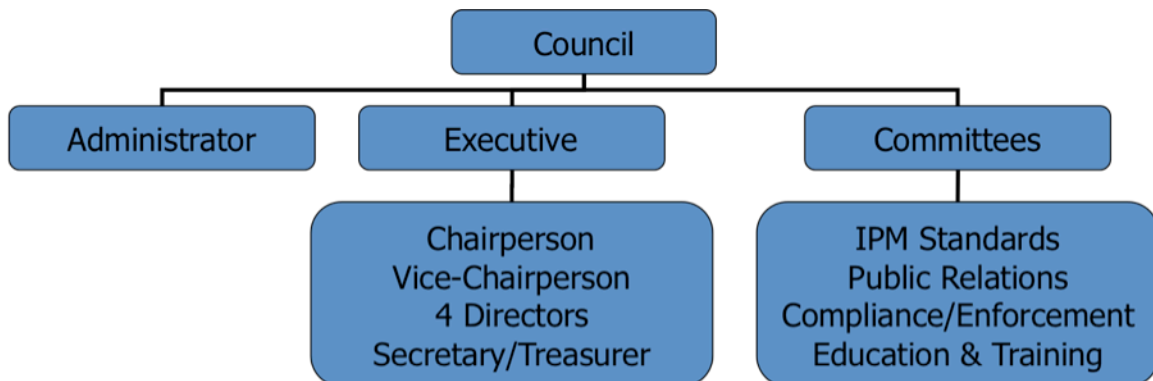 Council
Administrator
Executive
Committees
Chairperson
Vice-Chairperson
4 Directors
Secretary/Treasurer
IPM Standards
Public Relations
Compliance/Enforcement
Education & Training